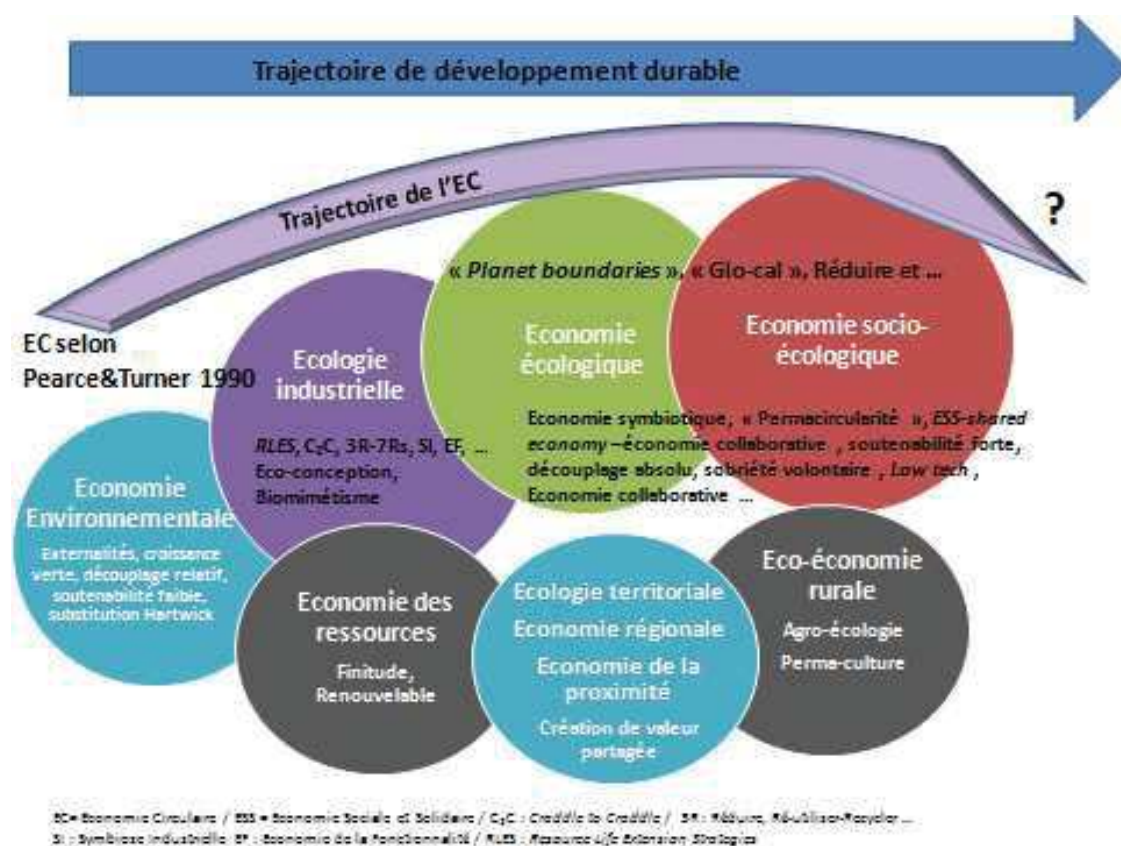 Trajectoire de développement durable
Trajectoire de l'EC
?
« Planet boundaries », « Glo-cal », Réduire et ...
EC selon
Pearce&Turner 1990
Ecologie
industrielle
RLES, C₂C, 3R-7Rs, SI, EF, ...
Eco-conception,
Biomimétisme
Economie
écologique
Economie socio-
écologique
Economie symbiotique, « Permacircularité », ESS-shared
economy –économie collaborative , soutenabilité forte,
découplage absolu, sobriété volontaire , Low tech ,
Economie collaborative ...
Economie
Environnementale
Externalités, croissance
verte, découplage relatif,
soutenabilité faible,
substitution Hartwick
Economie des
ressources
Finitude,
Renouvelable
Ecologie territoriale
Economie régionale
Economie de la
proximité
Création de valeur
partagée
Eco-économie
rurale
Agro-écologie
Perma-culture
EC= Economie Circulaire / ESS = Economie Sociale et Solidaire / C₂C : Craddle to Craddle / 3R : Réduire, Ré-utiliser-Recycler ...
SI : Symbiose Industrielle EF : Economie de la Fonctionnalité / RLES : Resource Life Extension Strategies